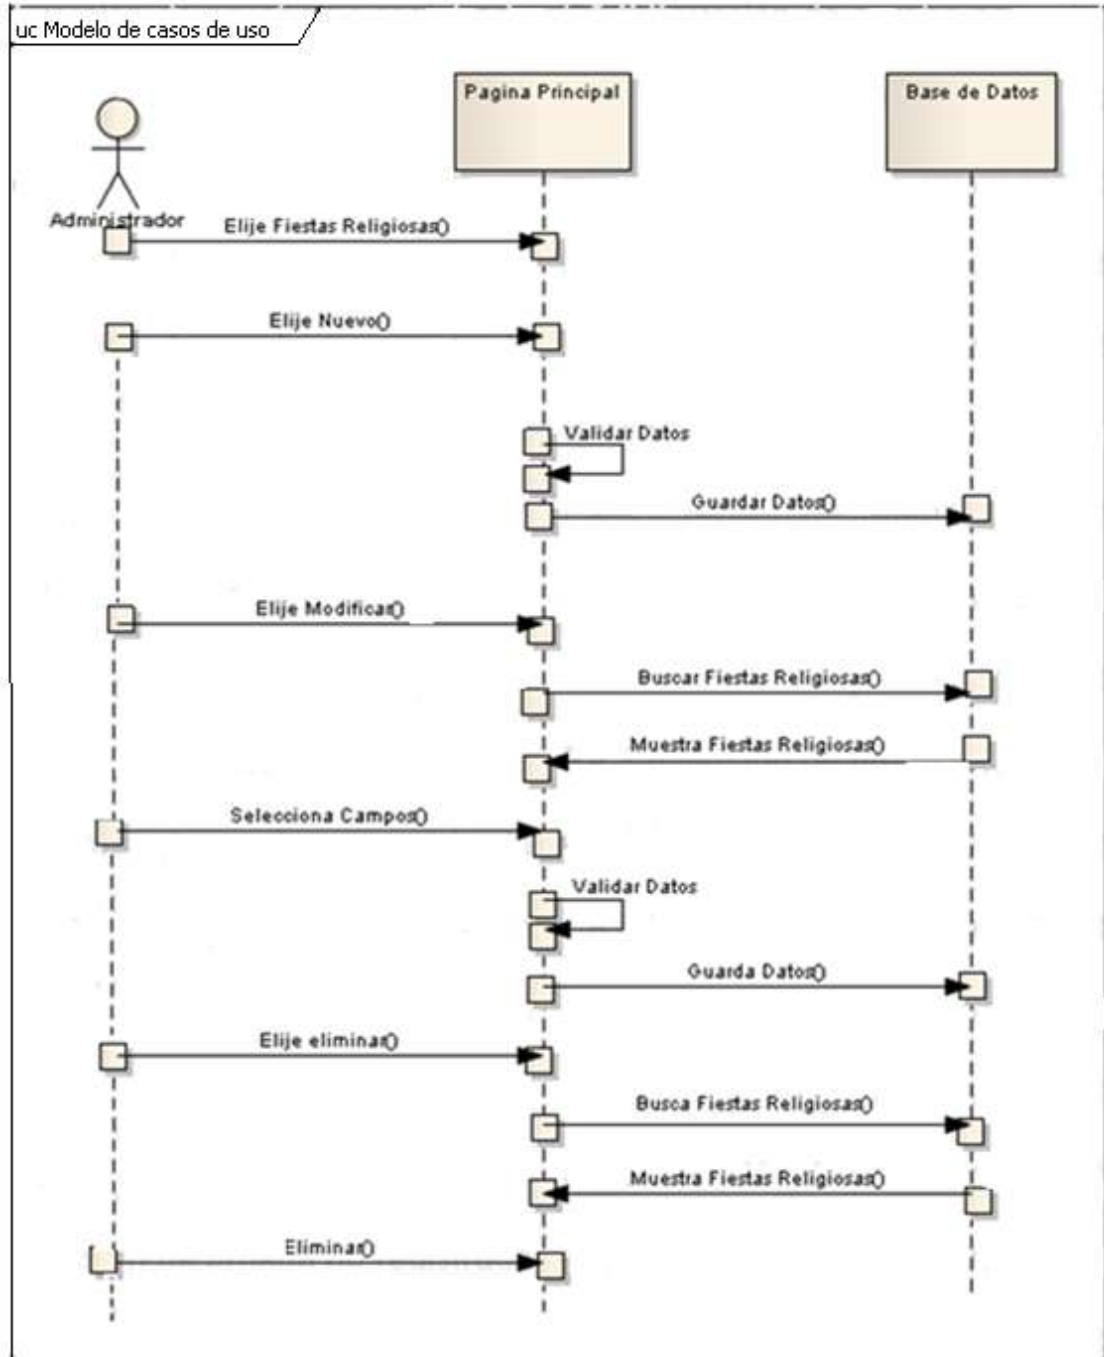 uc Modelo de casos de uso
Pagina Principal
Base de Datos
Administrador
Elije Fiestas Religiosas()
Elije Nuevo()
Validar Datos
Guardar Datos()
Elije Modificar()
Buscar Fiestas Religiosas()
Muestra Fiestas Religiosas()
Selecciona Campos()
Validar Datos
Guarda Datos()
Elije eliminar()
Busca Fiestas Religiosas()
Muestra Fiestas Religiosas()
Eliminar()